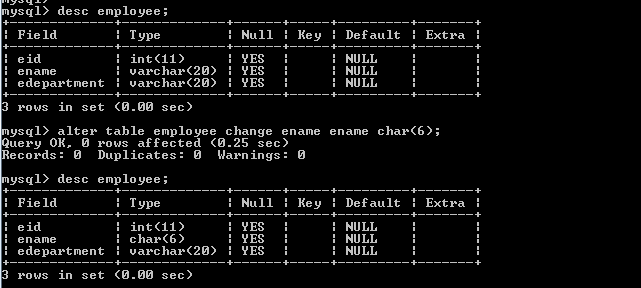 mysql>
mysql> desc employee;
+-------------+-------------+------+-----+---------+-------+
| Field       | Type        | Null | Key | Default | Extra |
+-------------+-------------+------+-----+---------+-------+
| eid         | int(11)     | YES  |     | NULL    |       |
| ename       | varchar(20) | YES  |     | NULL    |       |
| edepartment | varchar(20) | YES  |     | NULL    |       |
+-------------+-------------+------+-----+---------+-------+
3 rows in set (0.00 sec)
mysql> alter table employee change ename ename char(6);
Query OK, 0 rows affected (0.25 sec)
Records: 0  Duplicates: 0  Warnings: 0
mysql> desc employee;
+-------------+-------------+------+-----+---------+-------+
| Field       | Type        | Null | Key | Default | Extra |
+-------------+-------------+------+-----+---------+-------+
| eid         | int(11)     | YES  |     | NULL    |       |
| ename       | char(6)     | YES  |     | NULL    |       |
| edepartment | varchar(20) | YES  |     | NULL    |       |
+-------------+-------------+------+-----+---------+-------+
3 rows in set (0.00 sec)